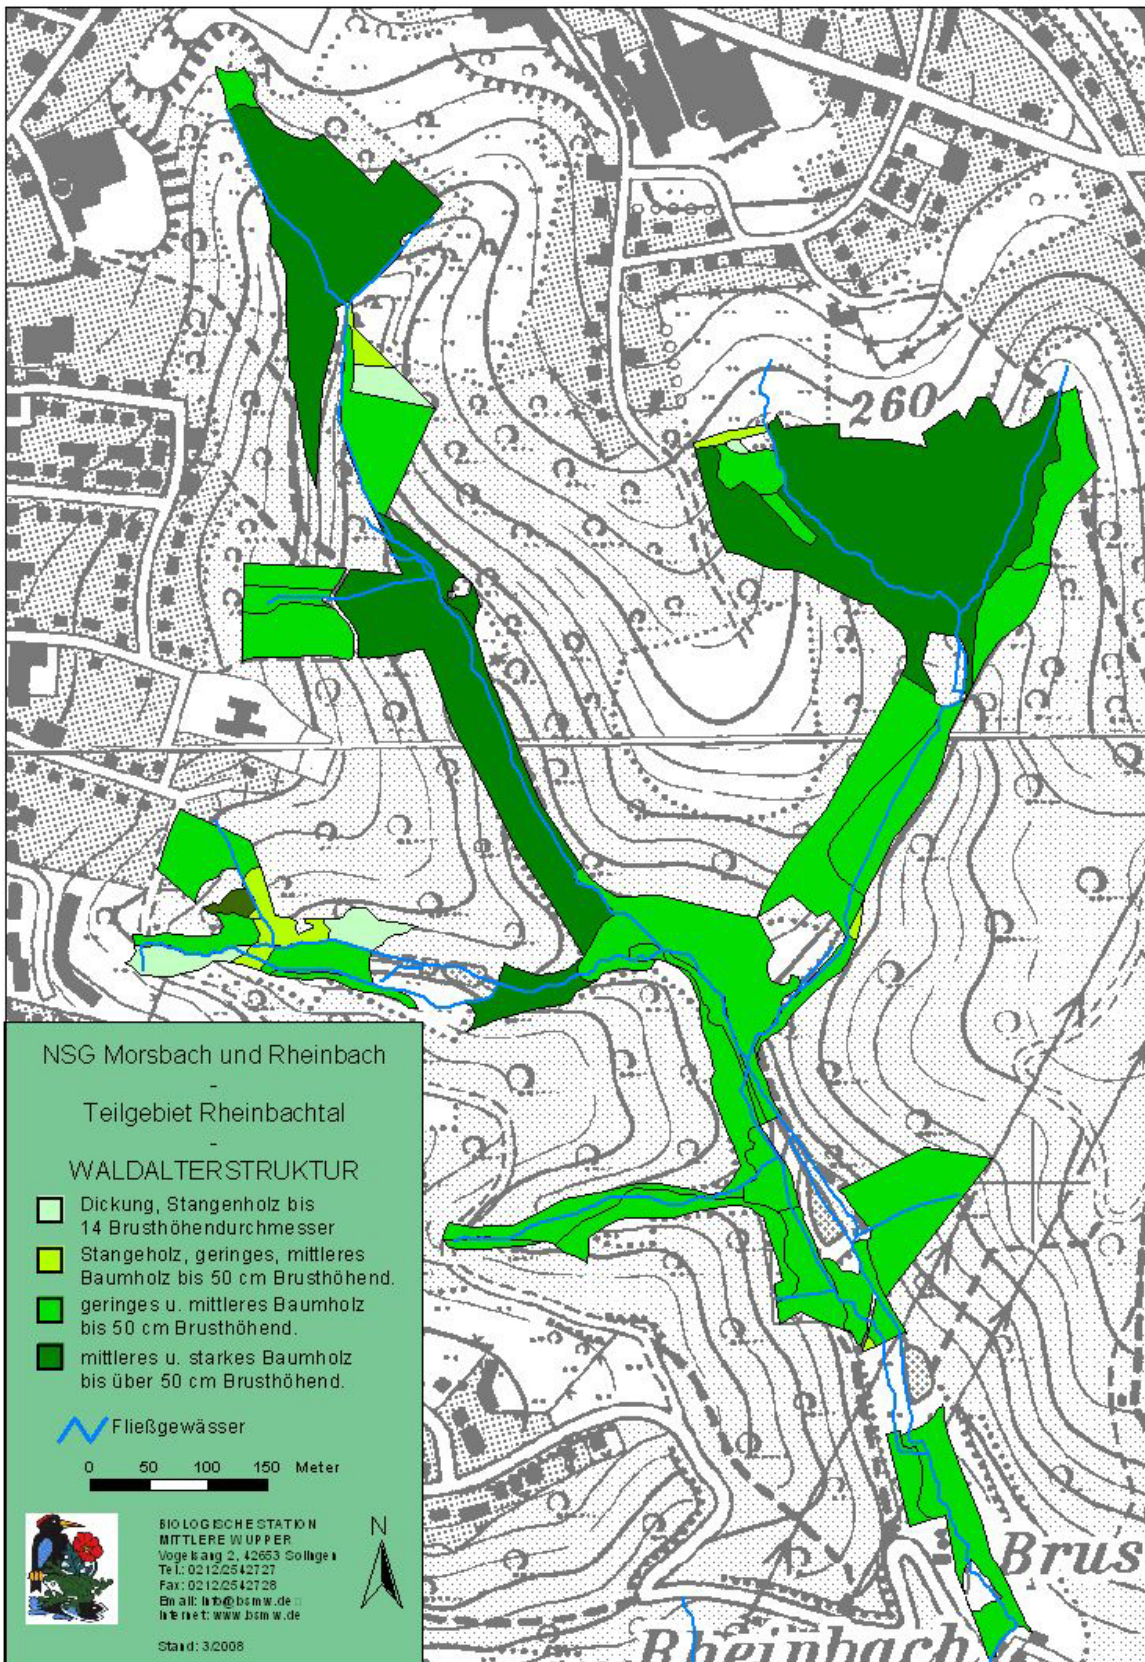 260
NSG Morsbach und Rheinbach
-
Teilgebiet Rheinbachtal
-
WALDALTERSTRUKTUR
Dickung, Stangenholz bis
14 Brusthöhendurchmesser
Stangeholz, geringes, mittleres
Baumholz bis 50 cm Brusthöhend.
geringes u. mittleres Baumholz
bis 50 cm Brusthöhend.
mittleres u. starkes Baumholz
bis über 50 cm Brusthöhend.
Fließgewässer
0 50 100 150 Meter
BIOLOGISCHE STATION
MITTLERE WUPPER
Vogelsang 2, 42653 Solingen
Tel.: 0212/2542727
Fax: 0212/2542728
Email: info@bsmw.de
Internet: www.bsmw.de
Stand: 3/2008
N
Brus
Rheinbach